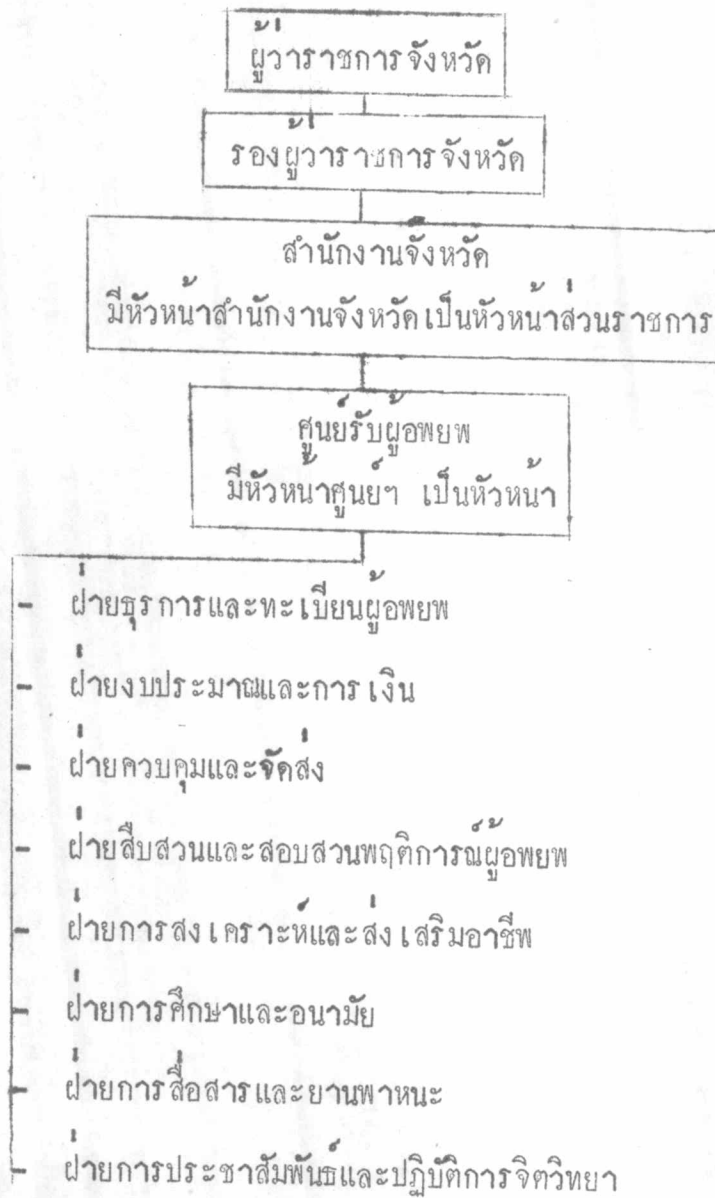 ผู้ว่าราชการจังหวัด
รองผู้ว่าราชการจังหวัด
สำนักงานจังหวัด
มีหัวหน้าสำนักงานจังหวัดเป็นหัวหน้าส่วนราชการ
ศูนย์รับผู้อพยพ
มีหัวหน้าศูนย์ฯ เป็นหัวหน้า
- ฝ่ายธุรการและทะเบียนผู้อพยพ
- ฝ่ายงบประมาณและการเงิน
- ฝ่ายควบคุมและจัดส่ง
- ฝ่ายสืบสวนและสอบสวนพฤติการณ์ผู้อพยพ
- ฝ่ายการสงเคราะห์และส่งเสริมอาชีพ
- ฝ่ายการศึกษาและอนามัย
- ฝ่ายการสื่อสารและยานพาหนะ
- ฝ่ายการประชาสัมพันธ์และปฏิบัติการจิตวิทยา